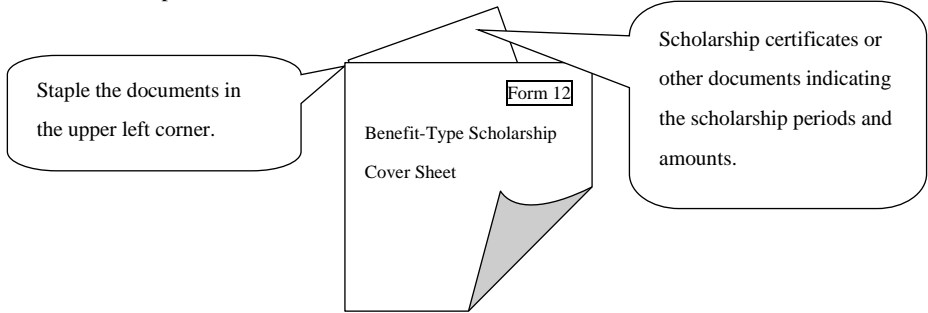 Staple the documents in
the upper left corner.
Form 12
Benefit-Type Scholarship
Cover Sheet
Scholarship certificates or
other documents indicating
the scholarship periods and
amounts.